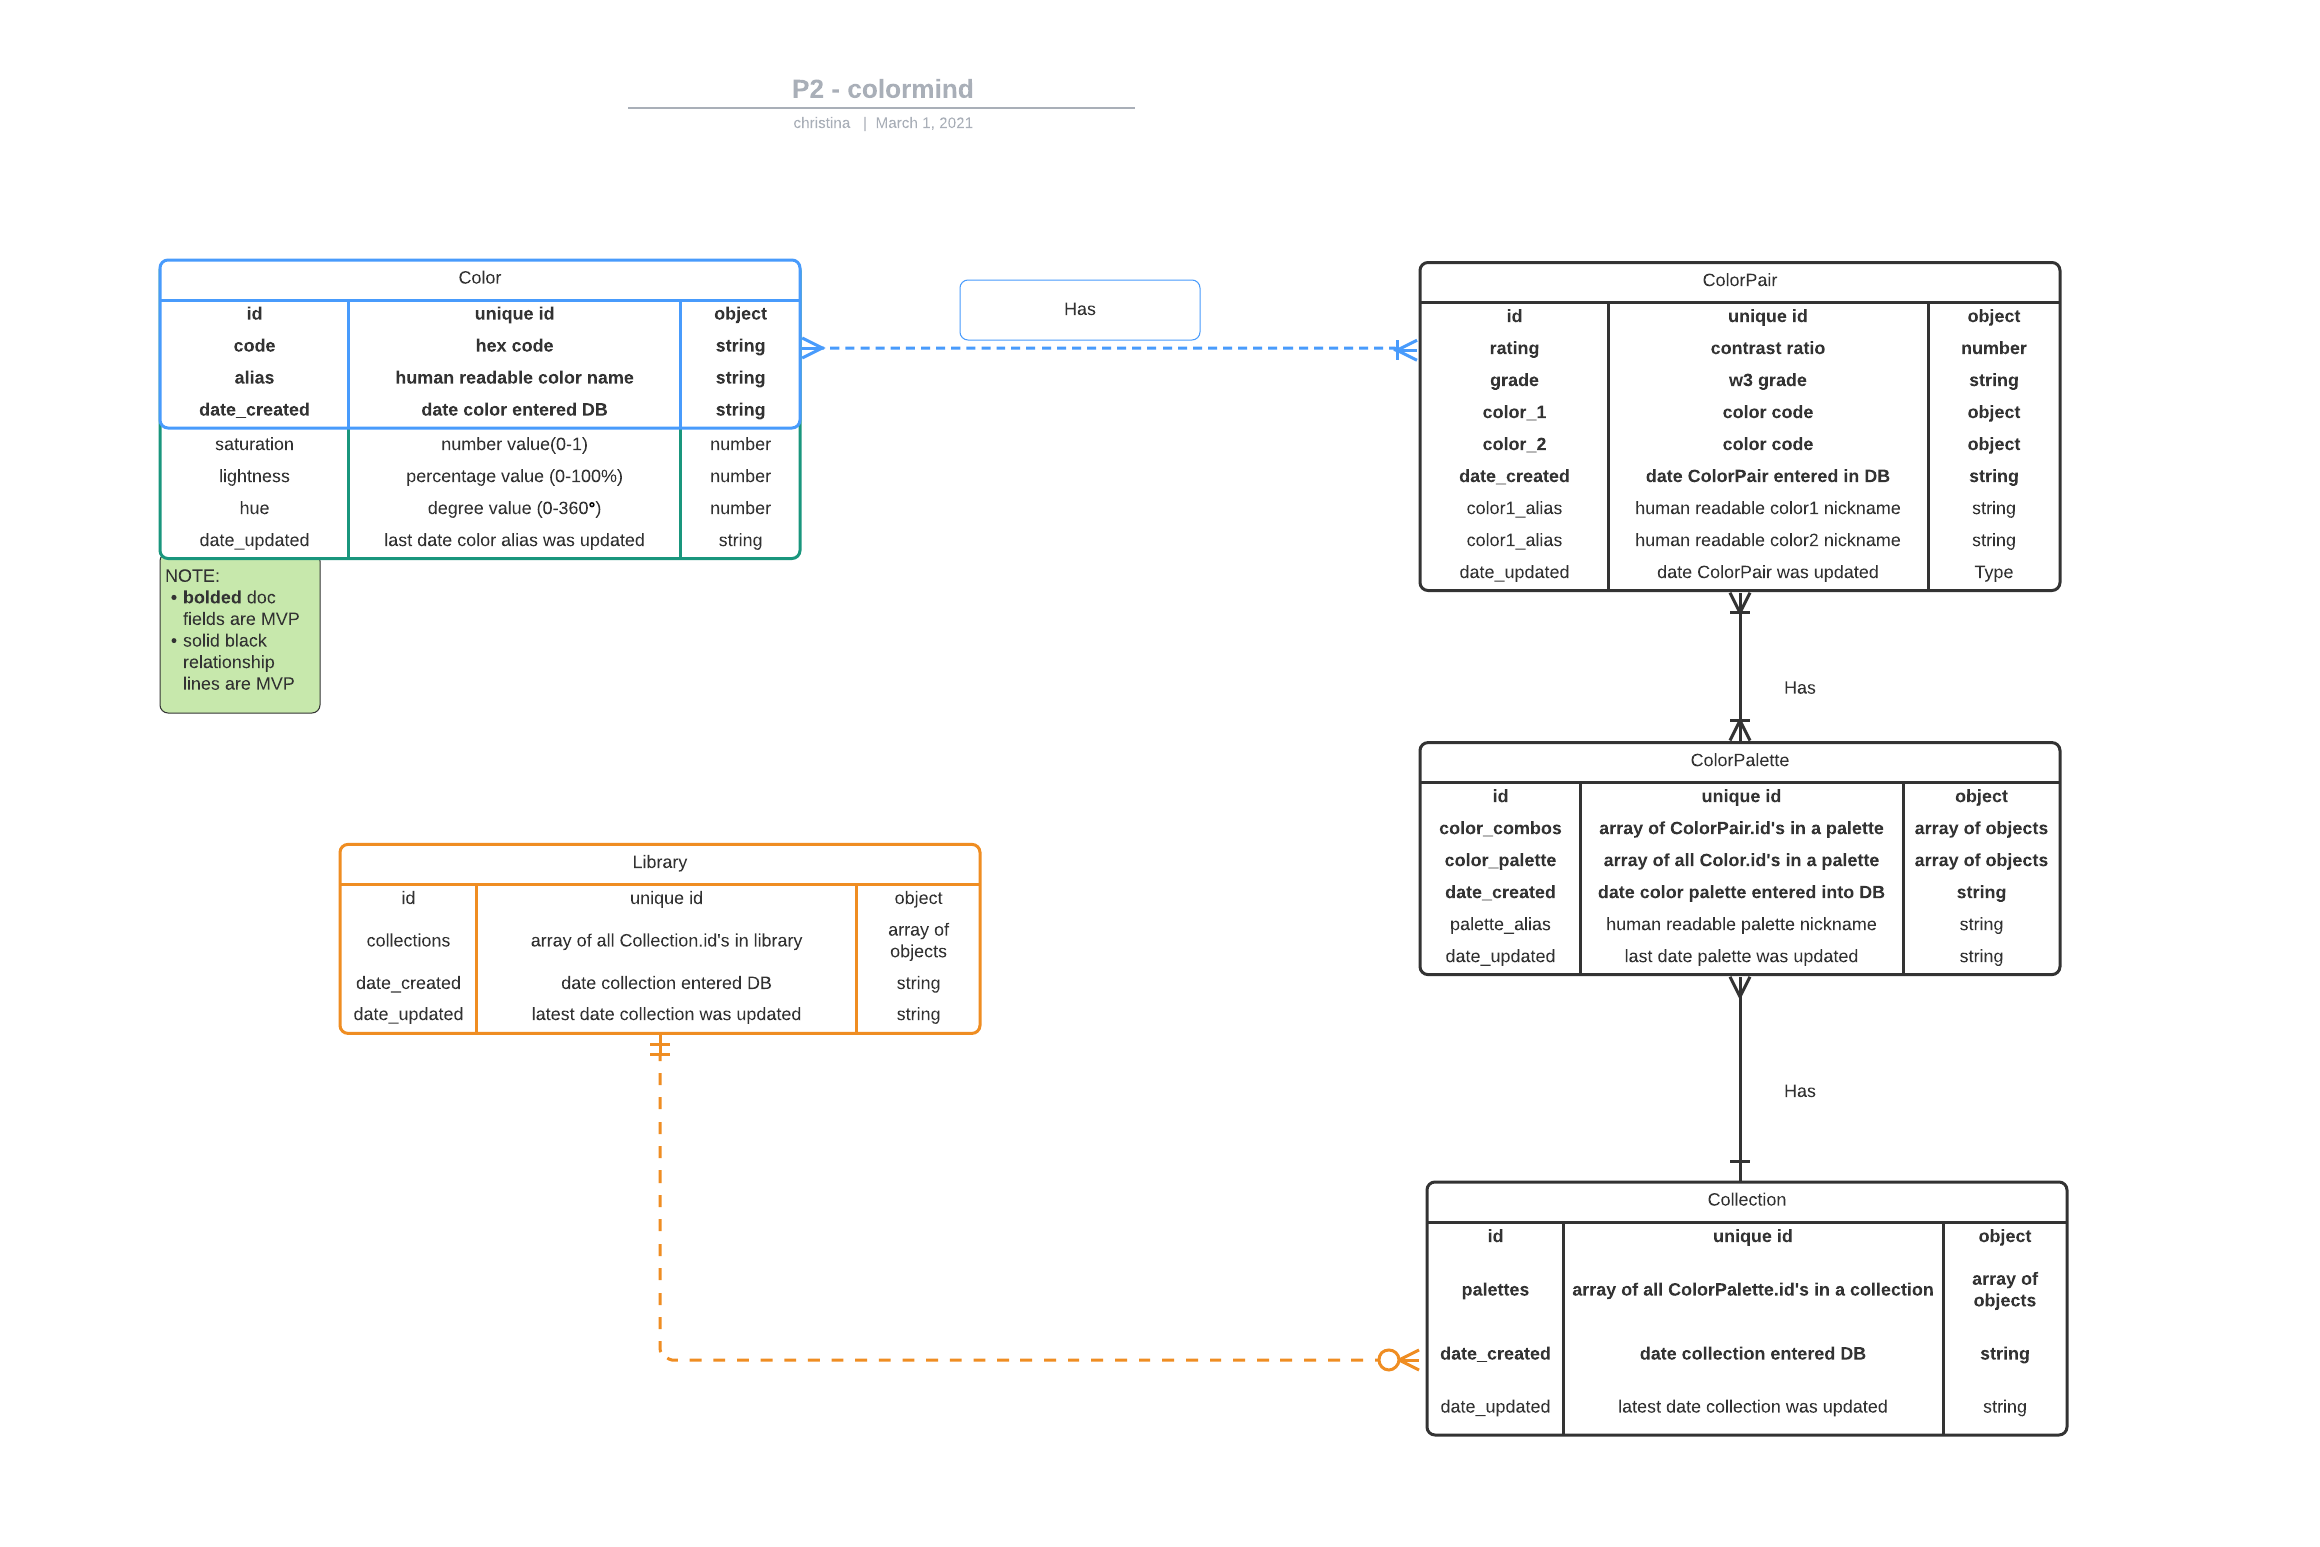 P2 - colormind
christina | March 1, 2021
Color
id unique id object
code hex code string
alias human readable color name string
date_created date color entered DB string
saturation number value(0-1) number
lightness percentage value (0-100%) number
hue degree value (0-360°) number
date_updated last date color alias was updated string
NOTE:
• bolded doc
fields are MVP
• solid black
relationship
lines are MVP
Has
ColorPair
id unique id object
rating contrast ratio number
grade w3 grade string
color_1 color code object
color_2 color code object
date_created date ColorPair entered in DB string
color1_alias human readable color1 nickname string
color1_alias human readable color2 nickname string
date_updated date ColorPair was updated Type
Has
ColorPalette
id unique id object
color_combos array of ColorPair.id's in a palette array of objects
color_palette array of all Color.id's in a palette array of objects
date_created date color palette entered into DB string
palette_alias human readable palette nickname string
date_updated last date palette was updated string
Library
id unique id object
collections array of all Collection.id's in library array of
objects
date_created date collection entered DB string
date_updated latest date collection was updated string
Has
Collection
id unique id object
palettes array of all ColorPalette.id's in a collection array of
objects
date_created date collection entered DB string
date_updated latest date collection was updated string